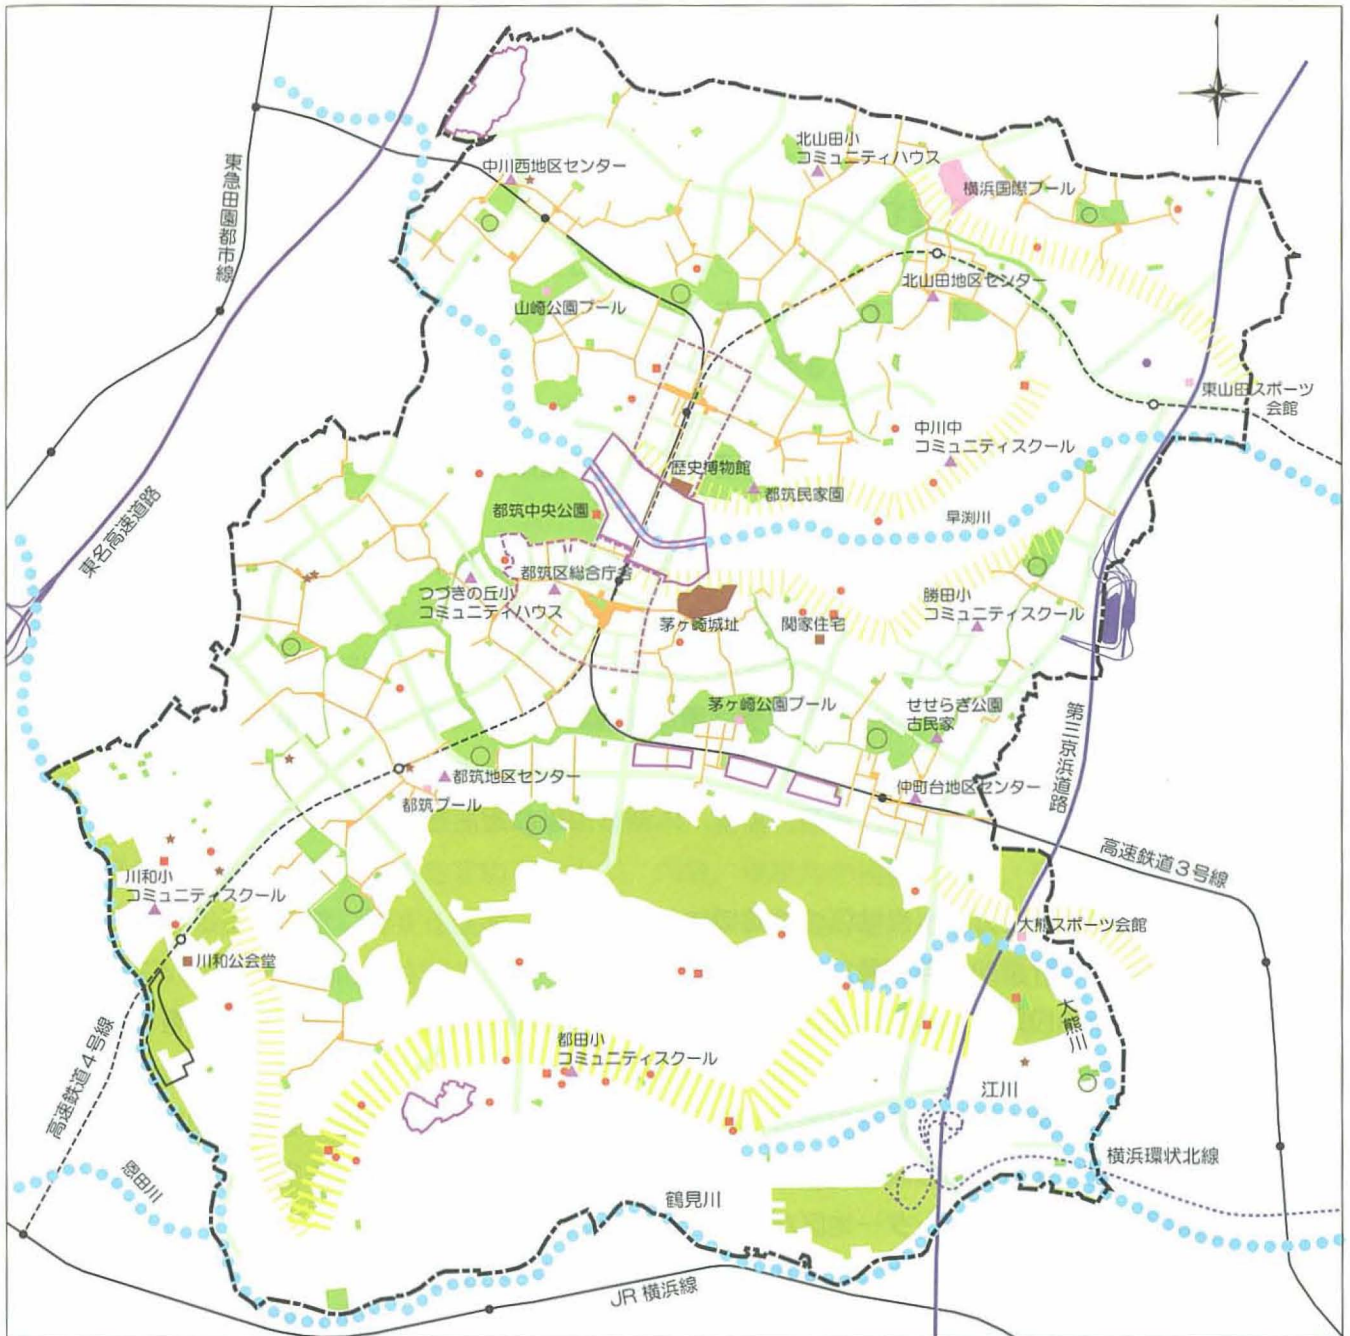 北山田小
コミュニティハウス
中川西地区センター
横浜国際プール
東急田園都市線
北山田地区センター
山崎公園プール
東山田スポーツ
会館
中川中
コミュニティスクール
歴史博物館
都筑民家園
都筑中央公園
早渕川
東名高速道路
都筑区総合庁舎
つづきの丘小
コミュニティハウス
勝田小
コミュニティスクール
茅ヶ崎城址
関家住宅
茅ヶ崎公園プール
せせらぎ公園
古民家
第三京浜道路
都筑地区センター
仲町台地区センター
都筑プール
高速鉄道3号線
川和小
コミュニティスクール
大熊スポーツ会館
川和公会堂
大熊川
高速鉄道4号線
都田小
コミュニティスクール
江川
横浜環状北線
恩田川
鶴見川
JR 横浜線